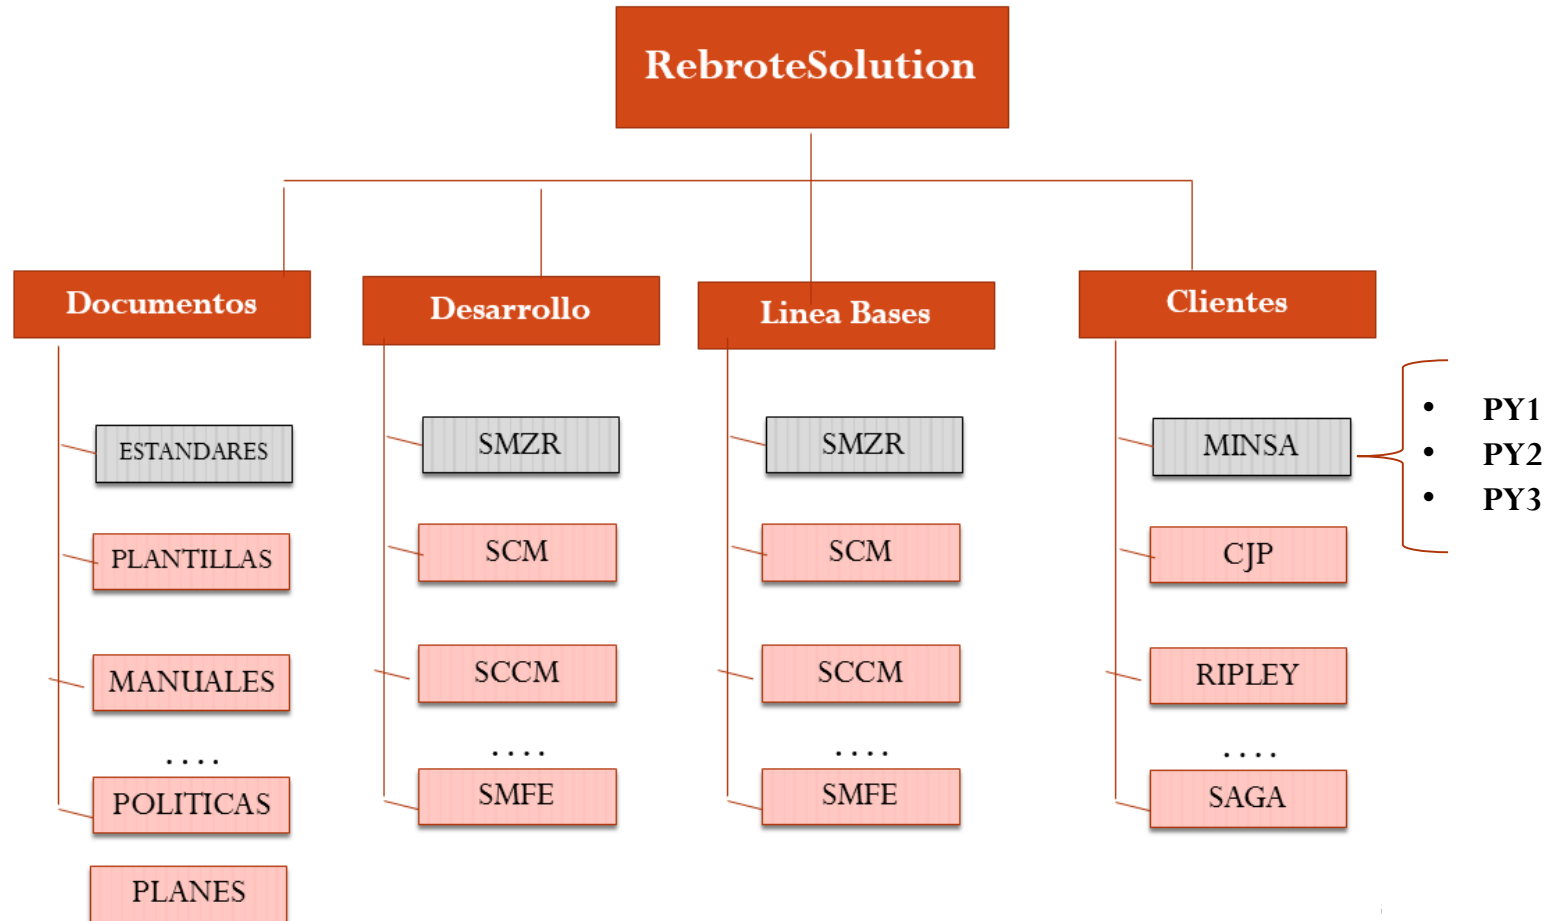 RebroteSolution
Documentos
ESTANDARES
PLANTILLAS
MANUALES
....
POLITICAS
PLANES
Desarrollo
SMZR
SCM
SCCM
....
SMFE
Linea Bases
SMZR
SCM
SCCM
....
SMFE
Clientes
MINSA
• PY1
• PY2
• PY3
CJP
RIPLEY
....
SAGA